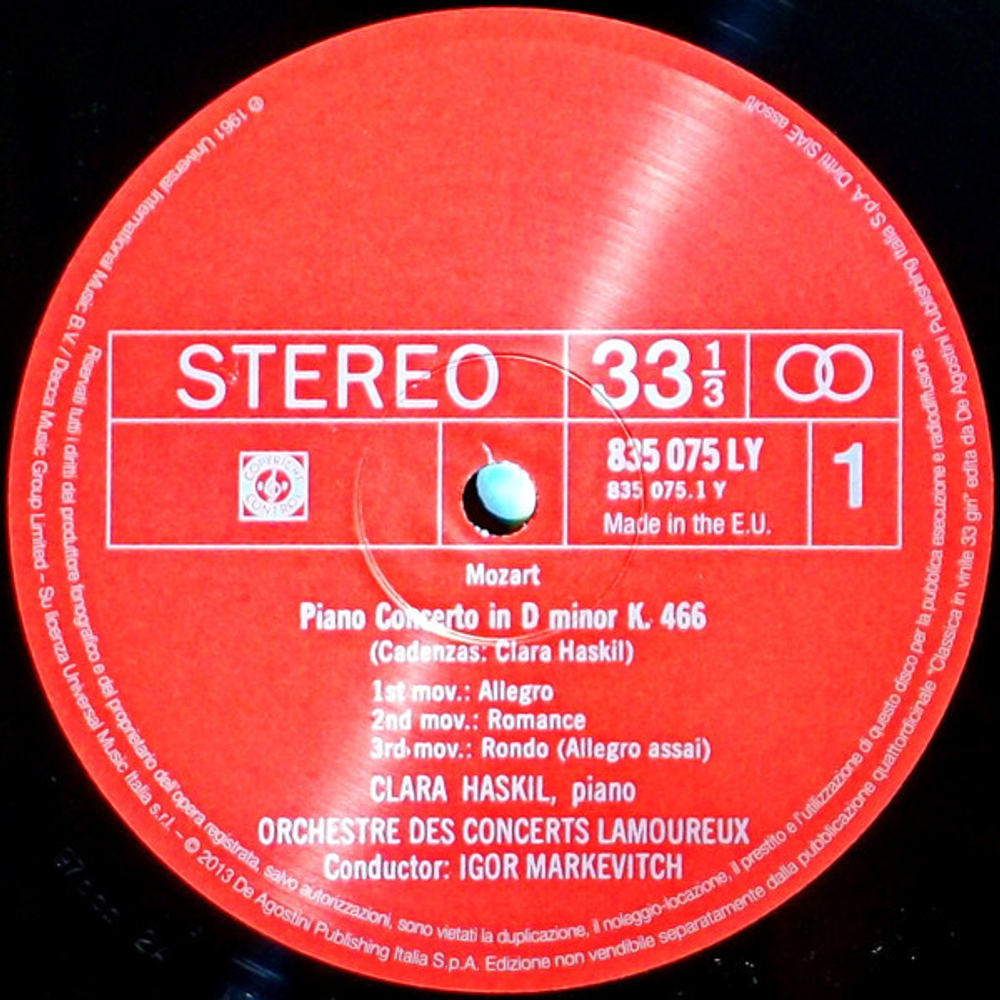 ℗ 1961 Universal International Music B.V. / Decca Music Group Limited - Su licenza Universal Music Italia s.r.l. - © 2013 De Agostini Publishing Italia S.p.A. Edizione non vendibile separatamente dalla pubblicazione quattordicinale "Classica in vinile 33 giri" edita da De Agostini Publishing Italia S.p.A. Diritti SIAE assolti
Riservati tutti i diritti del produttore fonografico e del proprietario dell'opera registrata, salvo autorizzazioni, sono vietati la duplicazione, il noleggio-locazione, il prestito e l'utilizzazione di questo disco per la pubblica esecuzione e radiodiffusione.
STEREO
33 1/3
COPYRIGHT CONTROL
835 075 LY
835 075.1 Y
Made in the E.U.
1
Mozart
Piano Concerto in D minor K. 466
(Cadenzas: Clara Haskil)
1st mov.: Allegro
2nd mov.: Romance
3rd mov.: Rondo (Allegro assai)
CLARA HASKIL, piano
ORCHESTRE DES CONCERTS LAMOUREUX
Conductor: IGOR MARKEVITCH